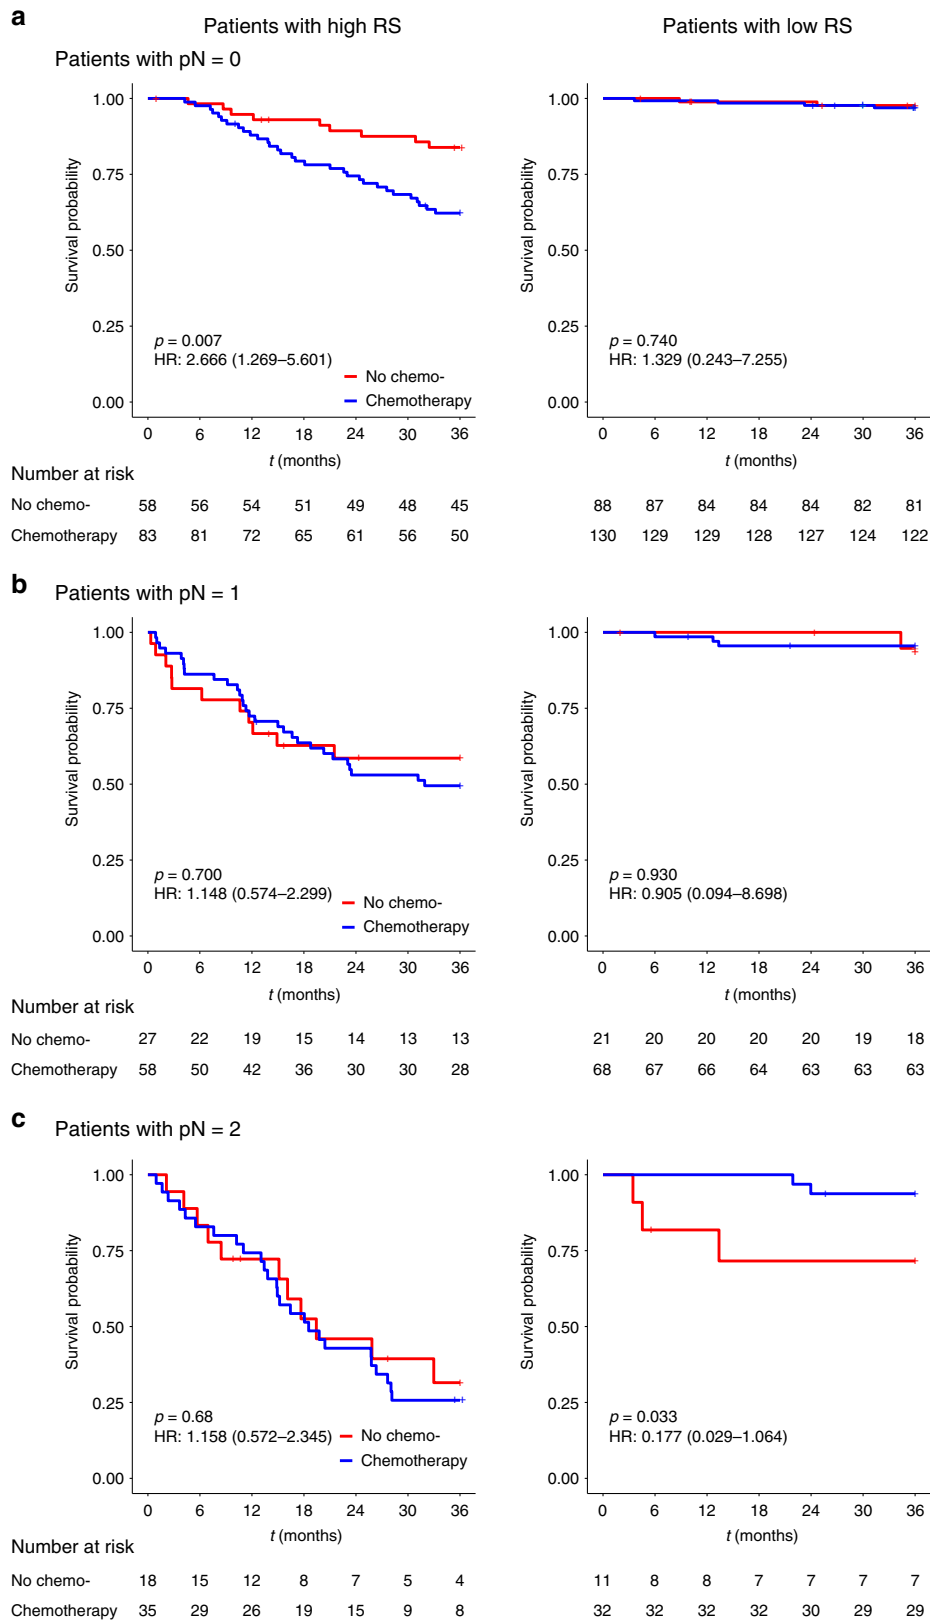 a
Patients with high RS
Patients with low RS
Patients with pN = 0
1.00
0.75
0.50
0.25
0.00
Survival probability
p = 0.007
HR: 2.666 (1.269–5.601)
No chemo-
Chemotherapy
0 6 12 18 24 30 36
t (months)
1.00
0.75
0.50
0.25
0.00
Survival probability
p = 0.740
HR: 1.329 (0.243–7.255)
0 6 12 18 24 30 36
t (months)
Number at risk
No chemo- 58 56 54 51 49 48 45 88 87 84 84 84 82 81
Chemotherapy 83 81 72 65 61 56 50 130 129 129 128 127 124 122
b
Patients with pN = 1
1.00
0.75
0.50
0.25
0.00
Survival probability
p = 0.700
HR: 1.148 (0.574–2.299)
No chemo-
Chemotherapy
0 6 12 18 24 30 36
t (months)
1.00
0.75
0.50
0.25
0.00
Survival probability
p = 0.930
HR: 0.905 (0.094–8.698)
0 6 12 18 24 30 36
t (months)
Number at risk
No chemo- 27 22 19 15 14 13 13 21 20 20 20 20 19 18
Chemotherapy 58 50 42 36 30 30 28 68 67 66 64 63 63 63
c
Patients with pN = 2
1.00
0.75
0.50
0.25
0.00
Survival probability
p = 0.68
HR: 1.158 (0.572–2.345)
No chemo-
Chemotherapy
0 6 12 18 24 30 36
t (months)
1.00
0.75
0.50
0.25
0.00
Survival probability
p = 0.033
HR: 0.177 (0.029–1.064)
0 6 12 18 24 30 36
t (months)
Number at risk
No chemo- 18 15 12 8 7 5 4 11 8 8 7 7 7 7
Chemotherapy 35 29 26 19 15 9 8 32 32 32 32 30 29 29